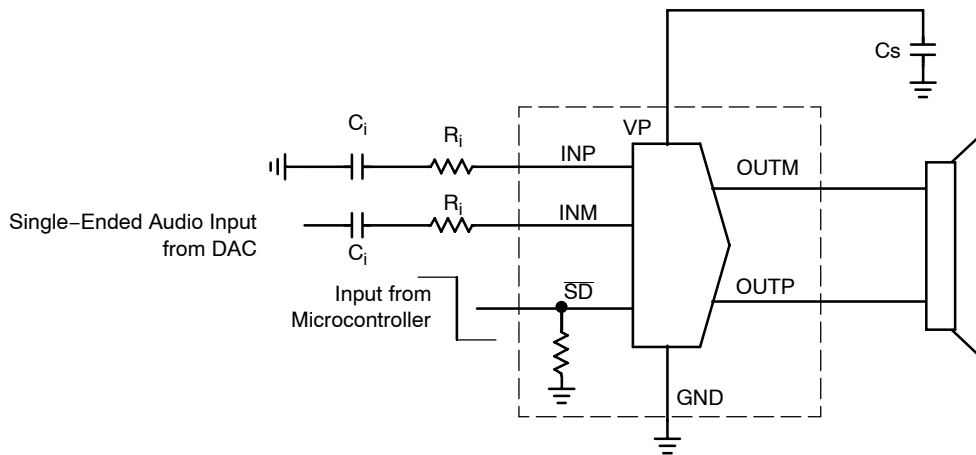 Cs
VP
Ci
Ri
INP
OUTM
Single−Ended Audio Input
from DAC
Ri
INM
Ci
Input from
Microcontroller
SD
OUTP
GND